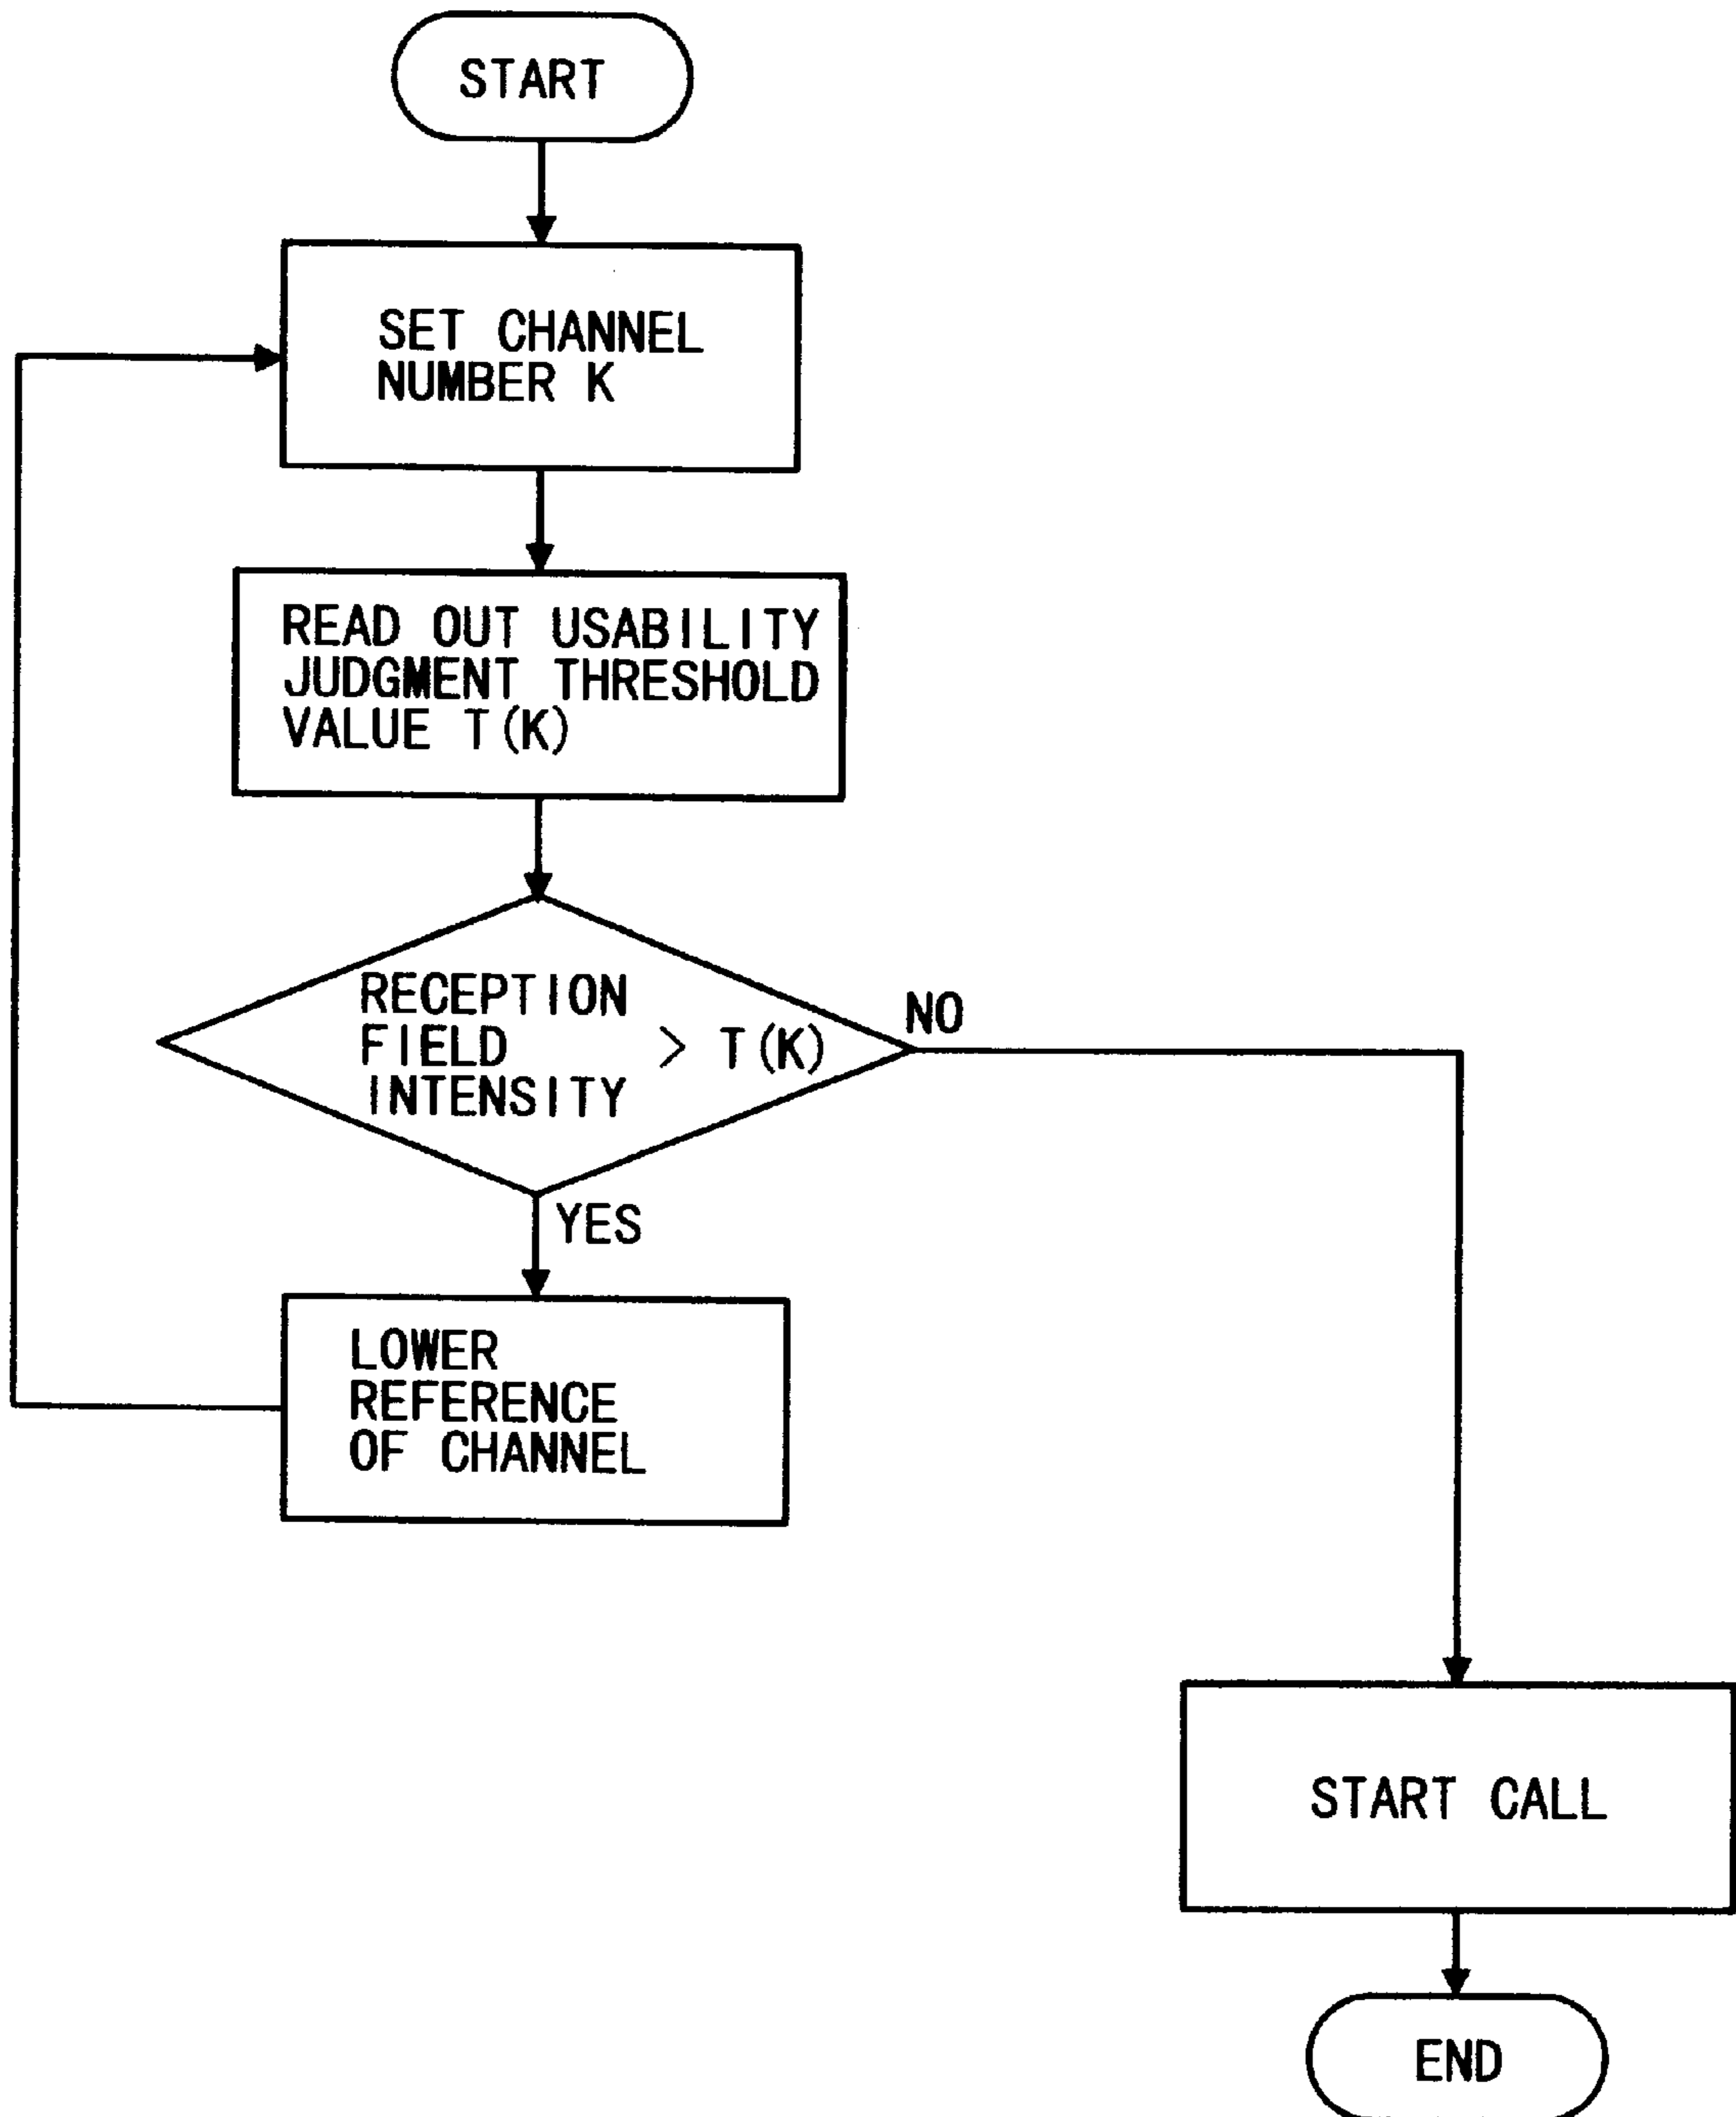 START
SET CHANNEL
NUMBER K
READ OUT USABILITY
JUDGMENT THRESHOLD
VALUE T(K)
RECEPTION
FIELD > T(K)
INTENSITY
NO
YES
LOWER
REFERENCE
OF CHANNEL
START CALL
END